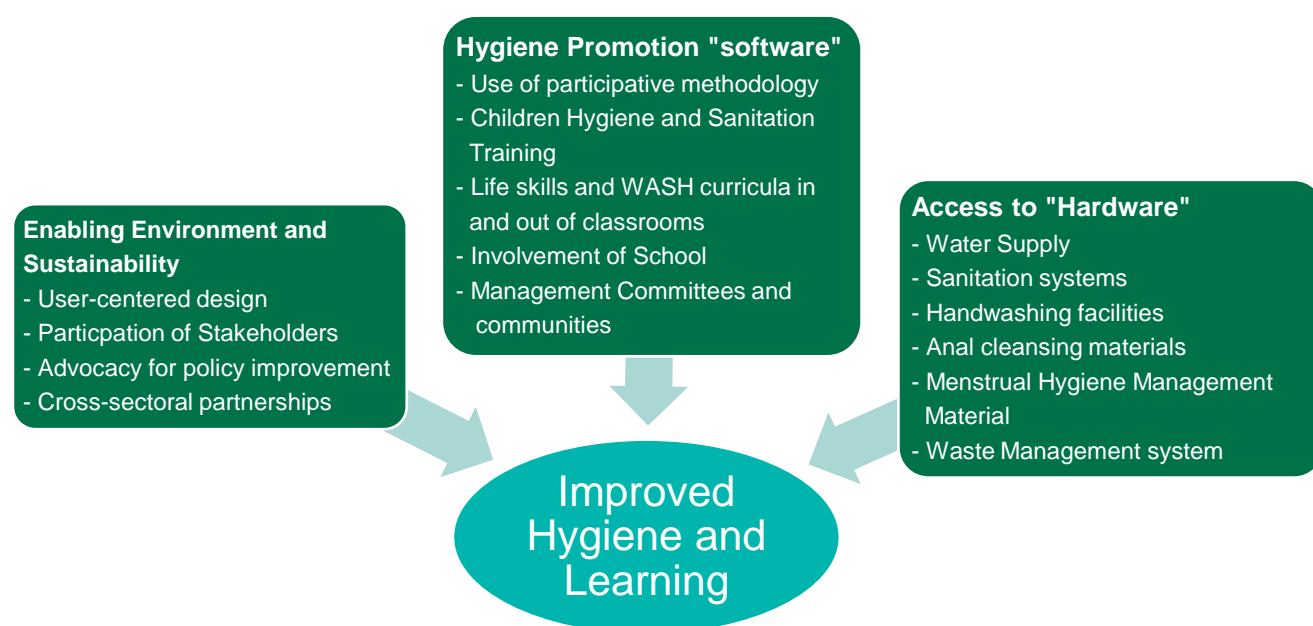 Hygiene Promotion "software"
- Use of participative methodology
- Children Hygiene and Sanitation
Training
- Life skills and WASH curricula in
and out of classrooms
- Involvement of School
- Management Committees and
communities
Enabling Environment and
Sustainability
- User-centered design
- Particpation of Stakeholders
- Advocacy for policy improvement
- Cross-sectoral partnerships
Access to "Hardware"
- Water Supply
- Sanitation systems
- Handwashing facilities
- Anal cleansing materials
- Menstrual Hygiene Management
Material
- Waste Management system
Improved
Hygiene and
Learning